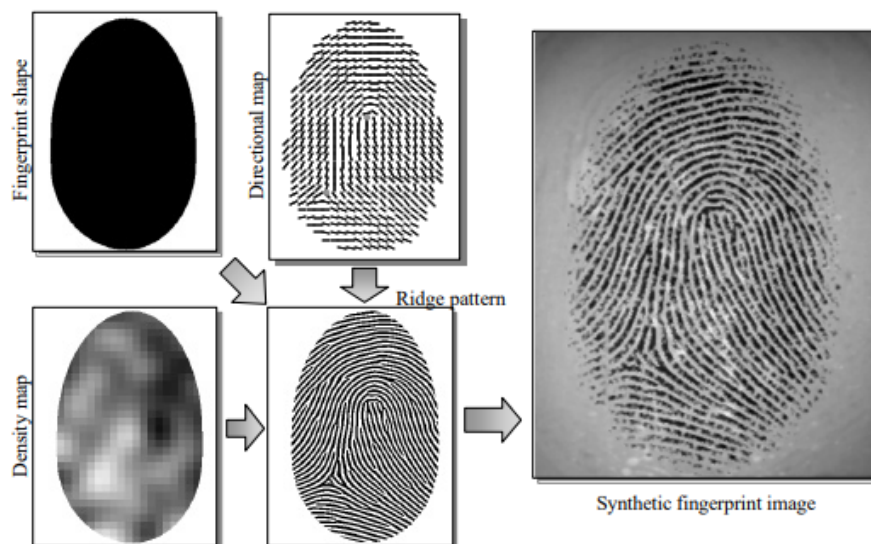 Fingerprint shape
Directional map
Ridge pattern
Density map
Synthetic fingerprint image